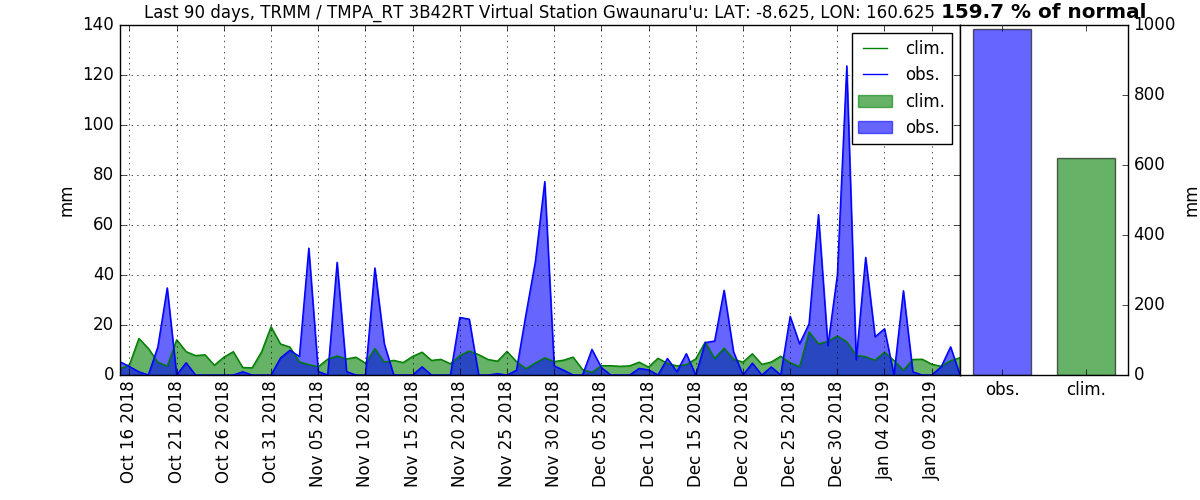 Last 90 days, TRMM / TMPA_RT 3B42RT Virtual Station Gwaunaru'u: LAT: -8.625, LON: 160.625 159.7 % of normal
140
120
100
80
60
40
20
0
mm
clim.
obs.
clim.
obs.
1000
800
600
400
200
0
mm
obs.
clim.
Oct 16 2018
Oct 21 2018
Oct 26 2018
Oct 31 2018
Nov 05 2018
Nov 10 2018
Nov 15 2018
Nov 20 2018
Nov 25 2018
Nov 30 2018
Dec 05 2018
Dec 10 2018
Dec 15 2018
Dec 20 2018
Dec 25 2018
Dec 30 2018
Jan 04 2019
Jan 09 2019